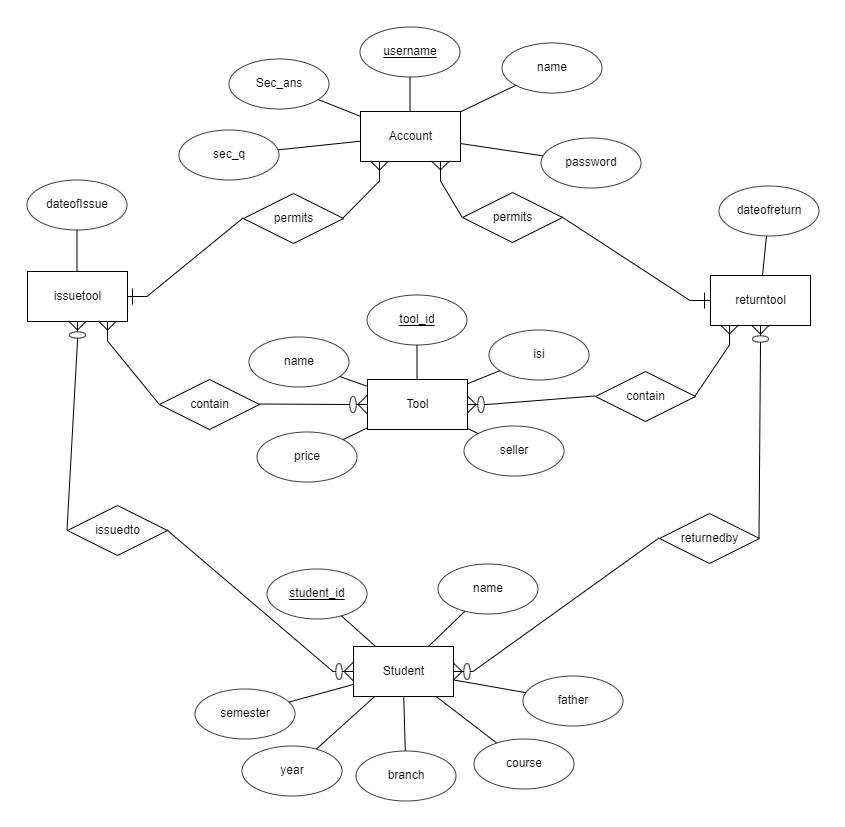 username
name
Sec_ans
Account
sec_q
password
dateofIssue
permits
permits
dateofreturn
issuetool
returntool
tool_id
name
isi
contain
Tool
contain
price
seller
issuedto
returnedby
student_id
name
Student
semester
father
year
branch
course